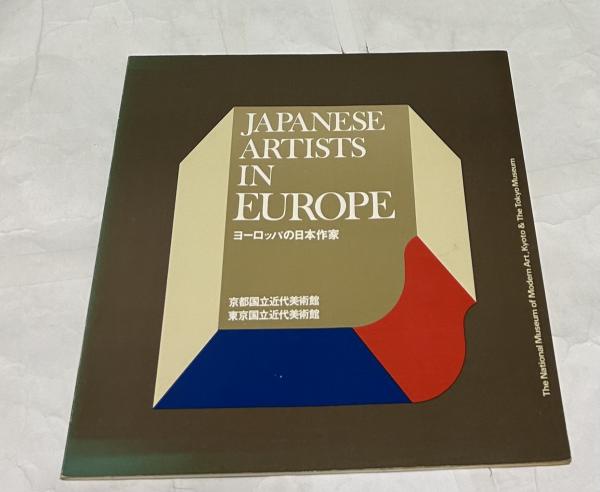 JAPANESE
ARTISTS
IN
EUROPE
ヨーロッパの日本作家
京都国立近代美術館
東京国立近代美術館
The National Museum of Modern Art, Kyoto & The Tokyo Museum